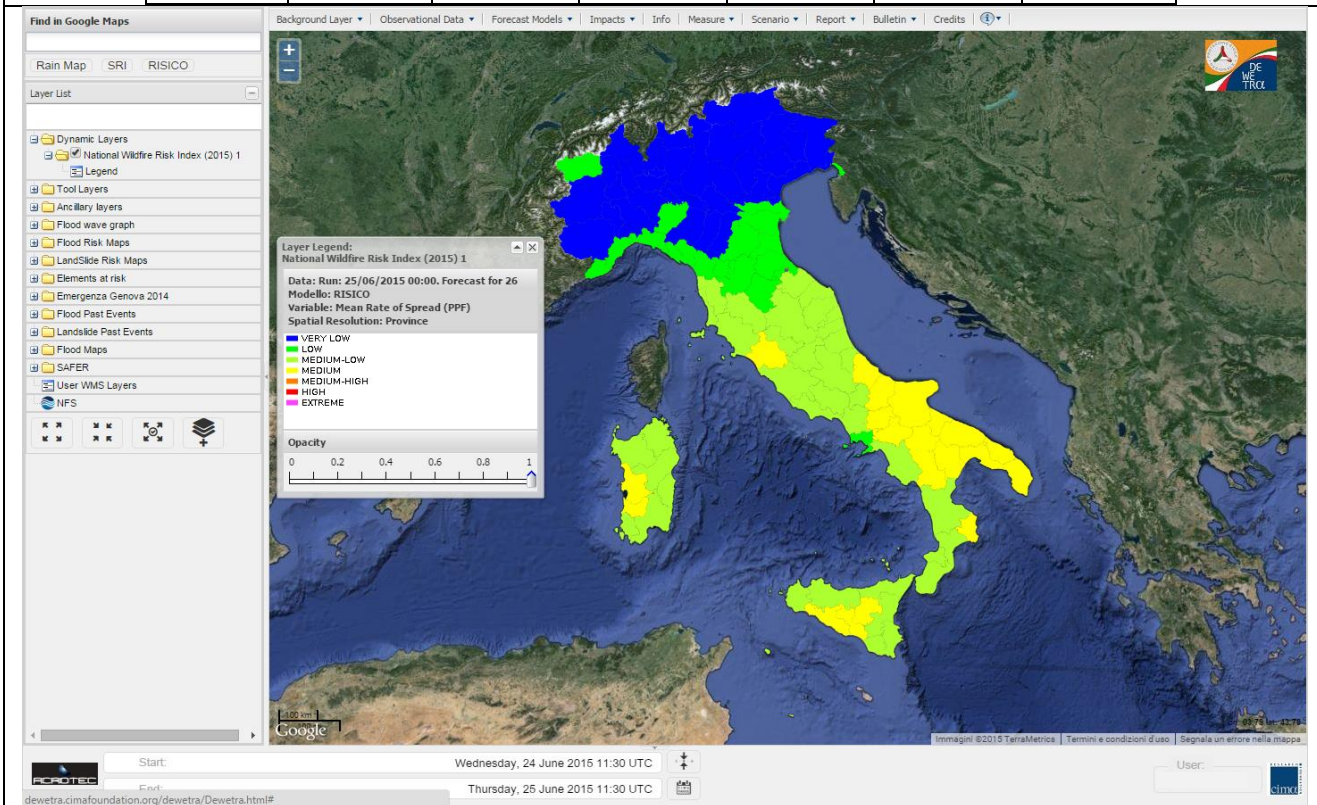 Find in Google Maps
Rain Map SRI RISICO
Layer List
Dynamic Layers
National Wildfire Risk Index (2015) 1
Legend
Tool Layers
Ancillary layers
Flood wave graph
Flood Risk Maps
LandSlide Risk Maps
Elements at risk
Emergenza Genova 2014
Flood Past Events
Landslide Past Events
Flood Maps
SAFER
User WMS Layers
NFS
Background Layer Observational Data Forecast Models Impacts Info Measure Scenario Report Bulletin Credits
DE
WE
TRα
Layer Legend:
National Wildfire Risk Index (2015) 1
Data: Run: 25/06/2015 00:00. Forecast for 26
Modello: RISICO
Variable: Mean Rate of Spread (PPF)
Spatial Resolution: Province
VERY LOW
LOW
MEDIUM-LOW
MEDIUM
MEDIUM-HIGH
HIGH
EXTREME
Opacity
0 0.2 0.4 0.6 0.8 1
100 km
Google
Immagini ©2015 TerraMetrics Termini e condizioni d'uso Segnala un errore nella mappa
ACROTEC
Start: Wednesday, 24 June 2015 11:30 UTC
End: Thursday, 25 June 2015 11:30 UTC
User:
cima
dewetra.cimafoundation.org/dewetra/Dewetra.html#